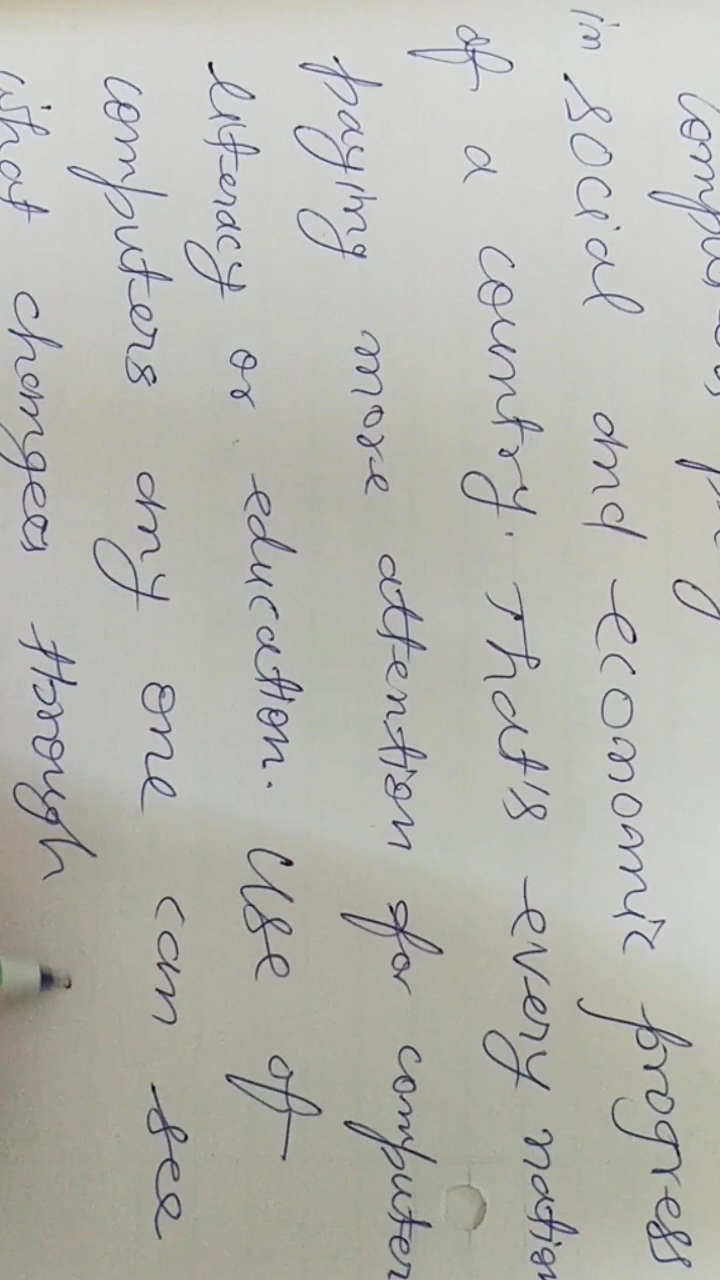 in social and economic progress
of a country. That's every nation
paying more attention for computer
literacy or education. Use of
computers any one can see
what changes through